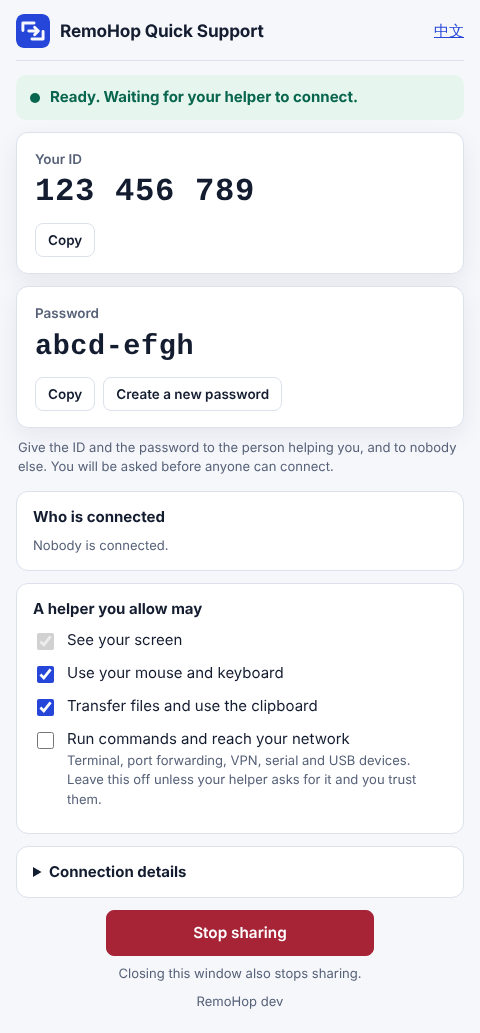 RemoHop Quick Support
中文
Ready. Waiting for your helper to connect.
Your ID
123 456 789
Copy
Password
abcd-efgh
Copy
Create a new password
Give the ID and the password to the person helping you, and to nobody
else. You will be asked before anyone can connect.
Who is connected
Nobody is connected.
A helper you allow may
See your screen
Use your mouse and keyboard
Transfer files and use the clipboard
Run commands and reach your network
Terminal, port forwarding, VPN, serial and USB devices.
Leave this off unless your helper asks for it and you trust
them.
Connection details
Stop sharing
Closing this window also stops sharing.
RemoHop dev